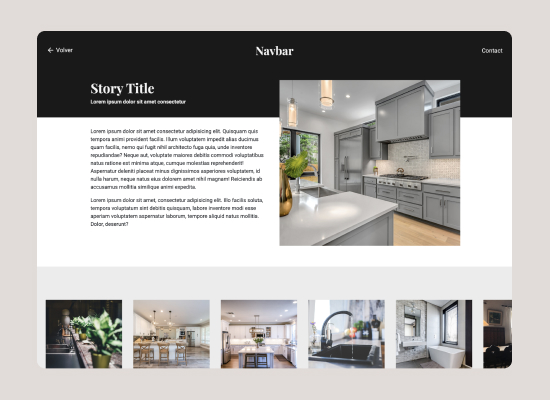 ← Volver
Navbar
Contact
Story Title
Lorem ipsum dolor sit amet consectetur
Lorem ipsum dolor sit amet consectetur adipisicing elit. Quisquam quis
tempora animi provident facilis. Illum voluptatem impedit alias ducimus
quam facilis, nemo qui fugit nihil architecto fuga quia, unde inventore
repudiandae? Neque aut, voluptate maiores debitis commodi voluptatibus
natus ratione est minima atque, cumque molestias reprehenderit!
Aspernatur deleniti placeat minus dignissimos asperiores voluptatem, id
nulla harum, neque natus eius dolorem amet nihil magnam! Reiciendis ab
accusamus mollitia similique animi expedita.
Lorem ipsum dolor sit amet, consectetur adipisicing elit. Illo facilis soluta,
tempora voluptatum sint debitis quisquam, labore inventore modi esse
aperiam voluptatem aspernatur laborum, tempore aliquid natus mollitia.
Dolor, deserunt?